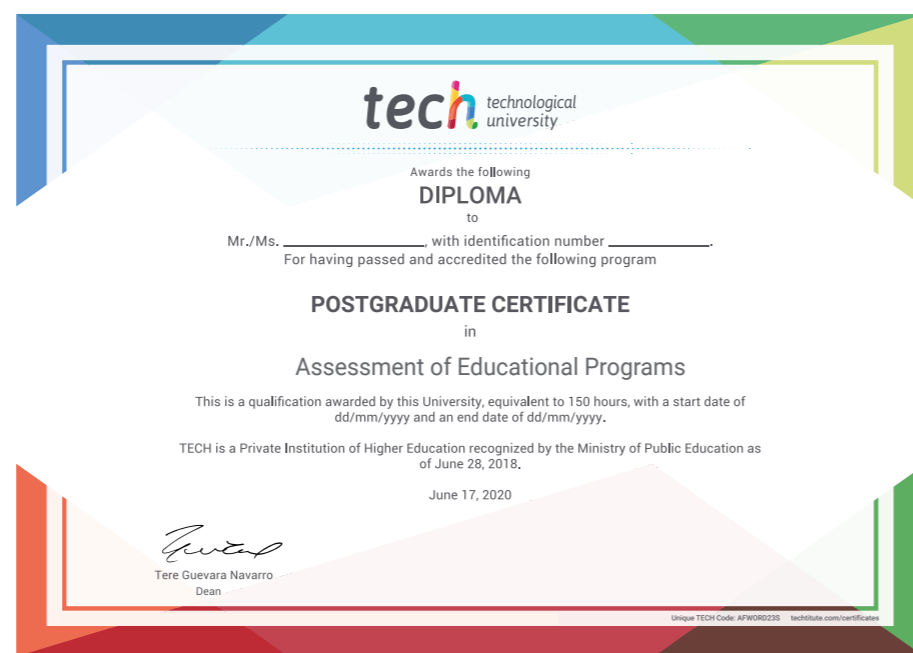 tech technological
university
Awards the following
DIPLOMA
to
Mr./Ms. ____________________, with identification number ______________.
For having passed and accredited the following program
POSTGRADUATE CERTIFICATE
in
Assessment of Educational Programs
This is a qualification awarded by this University, equivalent to 150 hours, with a start date of
dd/mm/yyyy and an end date of dd/mm/yyyy.
TECH is a Private Institution of Higher Education recognized by the Ministry of Public Education as
of June 28, 2018.
June 17, 2020
Tere Guevara Navarro
Dean
Unique TECH Code: AFWORD23S techtitute.com/certificates